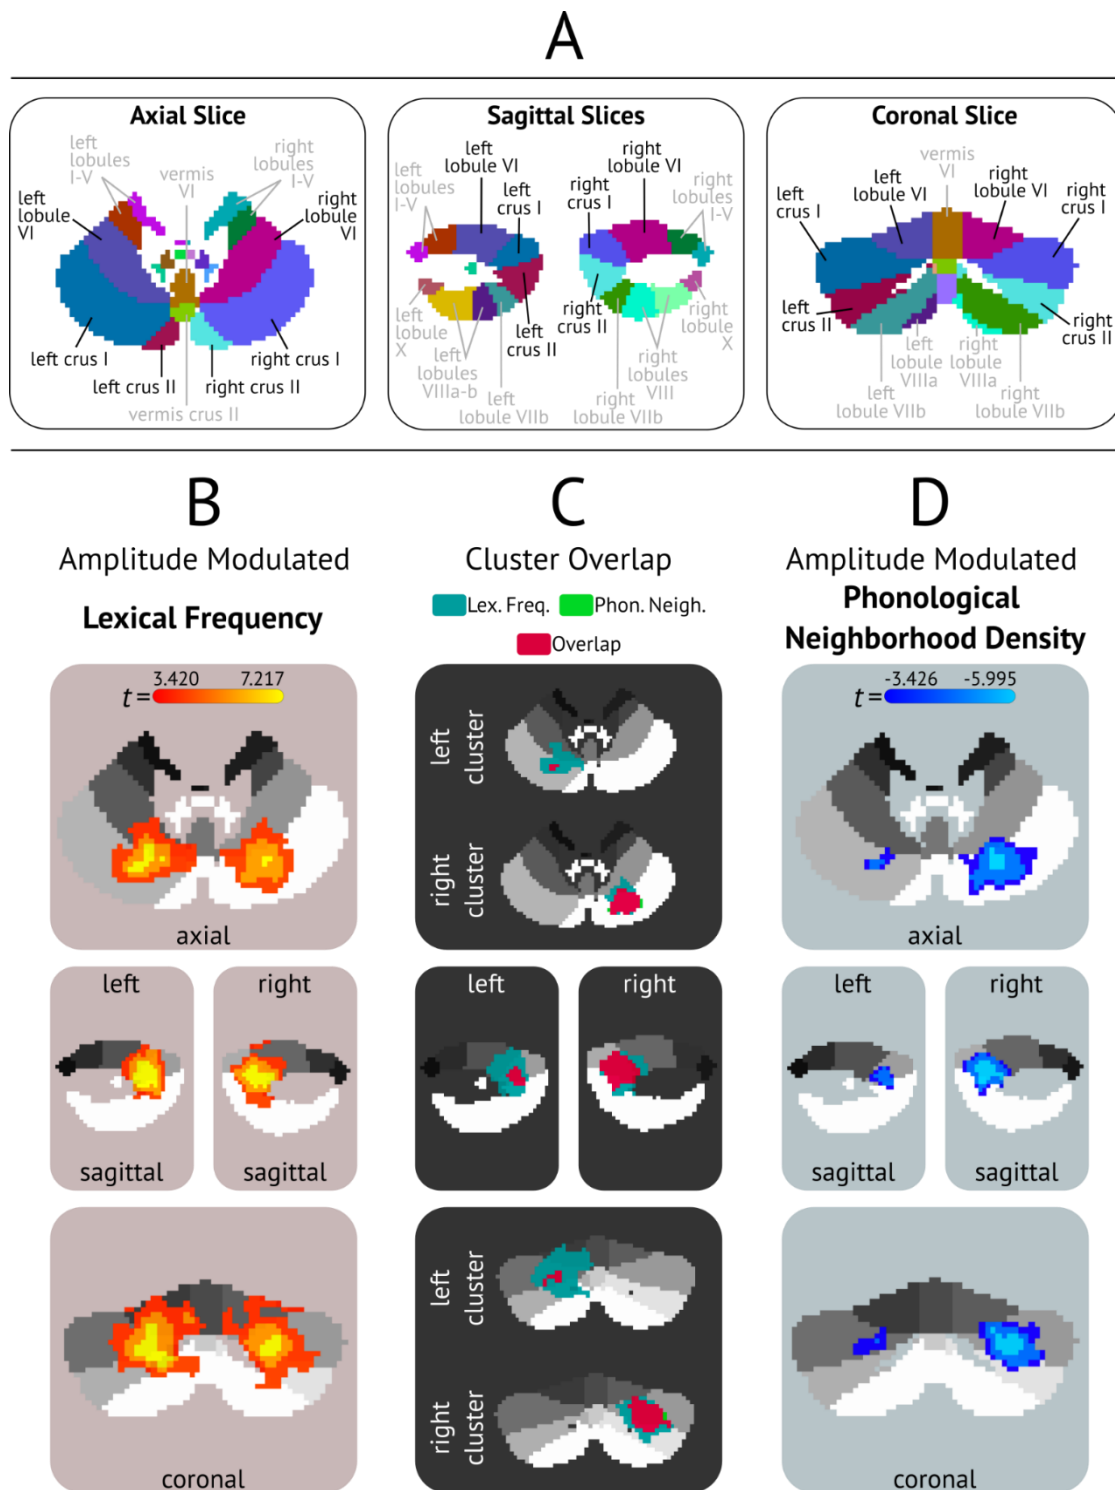 A
Axial Slice
left
lobules
I-V
vermis
VI
right
lobules
I-V
left
lobule
VI
right
lobule
VI
left crus I
right crus I
left crus II
right crus II
vermis crus II
Sagittal Slices
left
lobule VI
right
lobule VI
left
lobules
I-V
left
crus I
right
crus I
right
lobules
I-V
left
lobule
X
left
lobules
VIIIa-b
left
lobule VIIb
left
crus II
right
crus II
right
lobule VIIb
right
lobules
VIII
right
lobule
X
Coronal Slice
vermis
VI
left
crus I
left
lobule VI
right
lobule VI
right
crus I
left
crus II
right
crus II
left
lobule VIIb
left
lobule
VIIIa
right
lobule
VIIIa
right
lobule VIIb
B
Amplitude Modulated
Lexical Frequency
3.420 7.217
t =
axial
left right
sagittal sagittal
coronal
C
Cluster Overlap
Lex. Freq. Phon. Neigh.
Overlap
left
cluster
right
cluster
left right
left
cluster
right
cluster
D
Amplitude Modulated
Phonological
Neighborhood Density
-3.426 -5.995
t =
axial
left right
sagittal sagittal
coronal